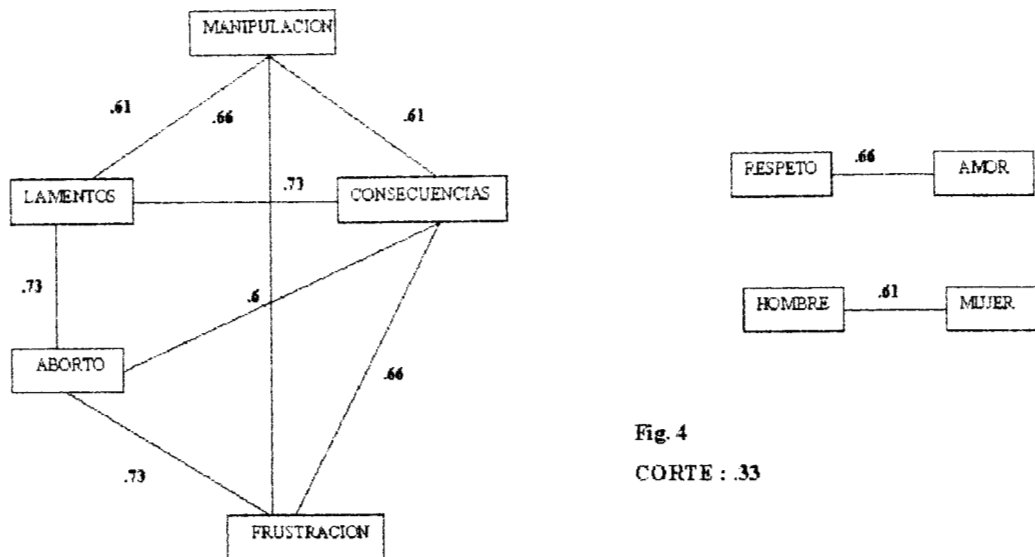 MANIPULACION
.61
.66
.61
LAMENTOS
.73
CONSECUENCIAS
.73
.6
ABORTO
.66
.73
FRUSTRACION
RESPETO
.66
AMOR
HOMBRE
.61
MUJER
Fig. 4
CORTE : .33